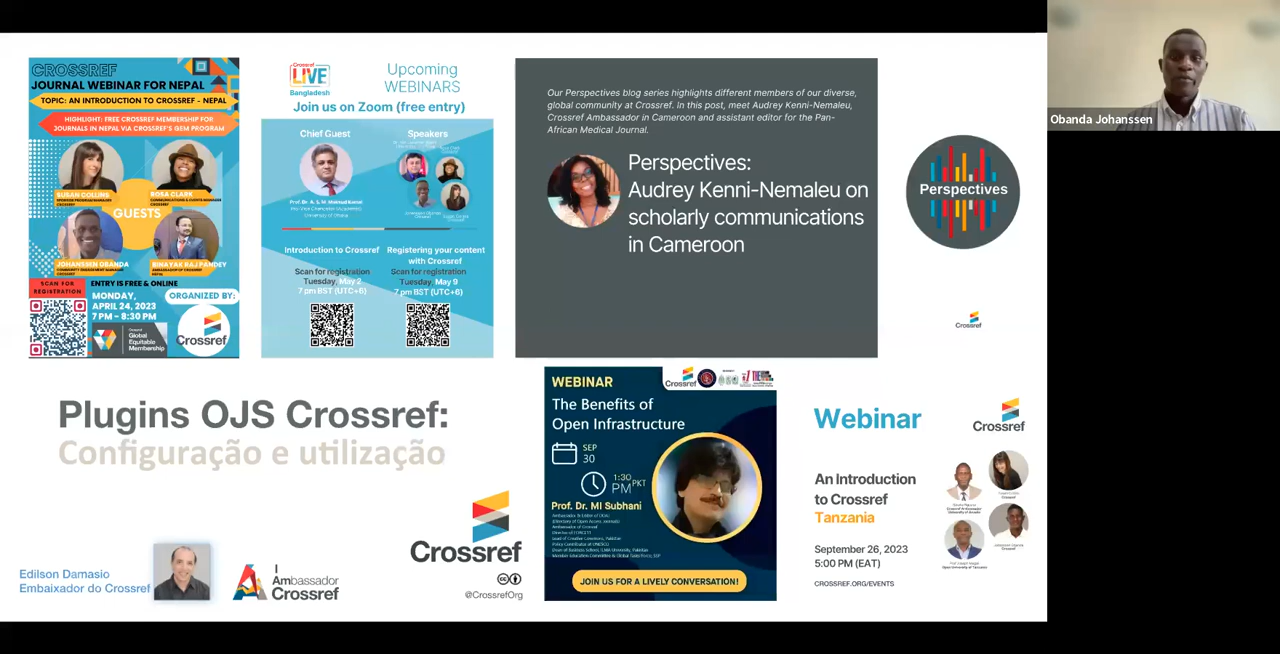 CROSSREF
JOURNAL WEBINAR FOR NEPAL
TOPIC: AN INTRODUCTION TO CROSSREF - NEPAL
HIGHLIGHT: FREE CROSSREF MEMBERSHIP FOR
JOURNALS IN NEPAL VIA CROSSREF'S GEM PROGRAM
SUSAN COLLINS
ROSA CLARK
GUESTS
JOHANSSEN OBANDA
BINAYAK RAJ PANDEY
SCAN FOR
REGISTRATION
ENTRY IS FREE & ONLINE
MONDAY,
APRIL 24, 2023
7 PM – 8:30 PM
ORGANIZED BY:
Global
Equitable
Membership
Crossref
Crossref
LIVE
Bangladesh
Upcoming
WEBINARS
Join us on Zoom (free entry)
Chief Guest
Speakers
Introduction to Crossref
Scan for registration
Tuesday, May 2
7 pm BST (UTC+6)
Registering your content
with Crossref
Scan for registration
Tuesday, May 9
7 pm BST (UTC+6)
Our Perspectives blog series highlights different members of our diverse,
global community at Crossref. In this post, meet Audrey Kenni-Nemaleu,
Crossref Ambassador in Cameroon and assistant editor for the Pan-
African Medical Journal.
Perspectives:
Audrey Kenni-Nemaleu on
scholarly communications
in Cameroon
Perspectives
Crossref
Obanda Johanssen
Plugins OJS Crossref:
Configuração e utilização
Crossref
@CrossrefOrg
Edilson Damasio
Embaixador do Crossref
I
Ambassador
Crossref
WEBINAR
Crossref
The Benefits of
Open Infrastructure
SEP
30
1:30
PM PKT
Prof. Dr. MI Subhani
JOIN US FOR A LIVELY CONVERSATION!
Webinar
Crossref
An Introduction
to Crossref
Tanzania
September 26, 2023
5:00 PM (EAT)
CROSSREF.ORG/EVENTS